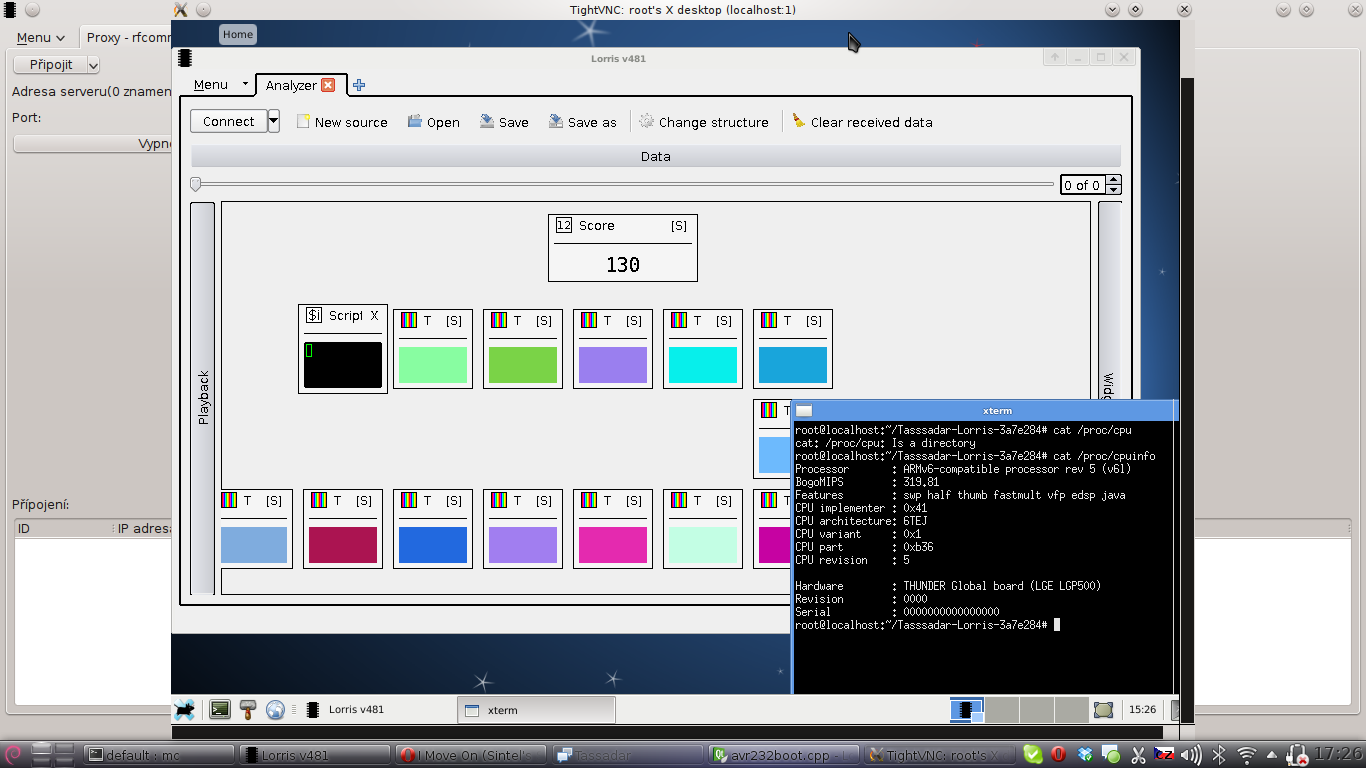 TightVNC: root's X desktop (localhost:1)
Menu
Proxy - rfcomm
Připojit
Adresa serveru(0 znamen
Port:
Vypno
Přípojení:
ID
IP adresa
Home
Lorris v481
Menu
Analyzer
Connect
New source
Open
Save
Save as
Change structure
Clear received data
Data
0 of 0
Playback
Widg
12 Score [S]
130
$i Script X
T [S]
T [S]
T [S]
T [S]
T [S]
T
T [S]
T [S]
T [S]
T [S]
T [S]
T [S]
T
xterm
root@localhost:~/Tasssadar-Lorris-3a7e284# cat /proc/cpu
cat: /proc/cpu: Is a directory
root@localhost:~/Tasssadar-Lorris-3a7e284# cat /proc/cpuinfo
Processor : ARMv6-compatible processor rev 5 (v6l)
BogoMIPS : 319.81
Features : swp half thumb fastmult vfp edsp java
CPU implementer : 0x41
CPU architecture: 6TEJ
CPU variant : 0x1
CPU part : 0xb36
CPU revision : 5
Hardware : THUNDER Global board (LGE LGP500)
Revision : 0000
Serial : 0000000000000000
root@localhost:~/Tasssadar-Lorris-3a7e284#
Lorris v481
xterm
15:26
default : mc
Lorris v481
I Move On (Sintel's
Tassadar
avr232boot.cpp - L
TightVNC: root's X
17:26